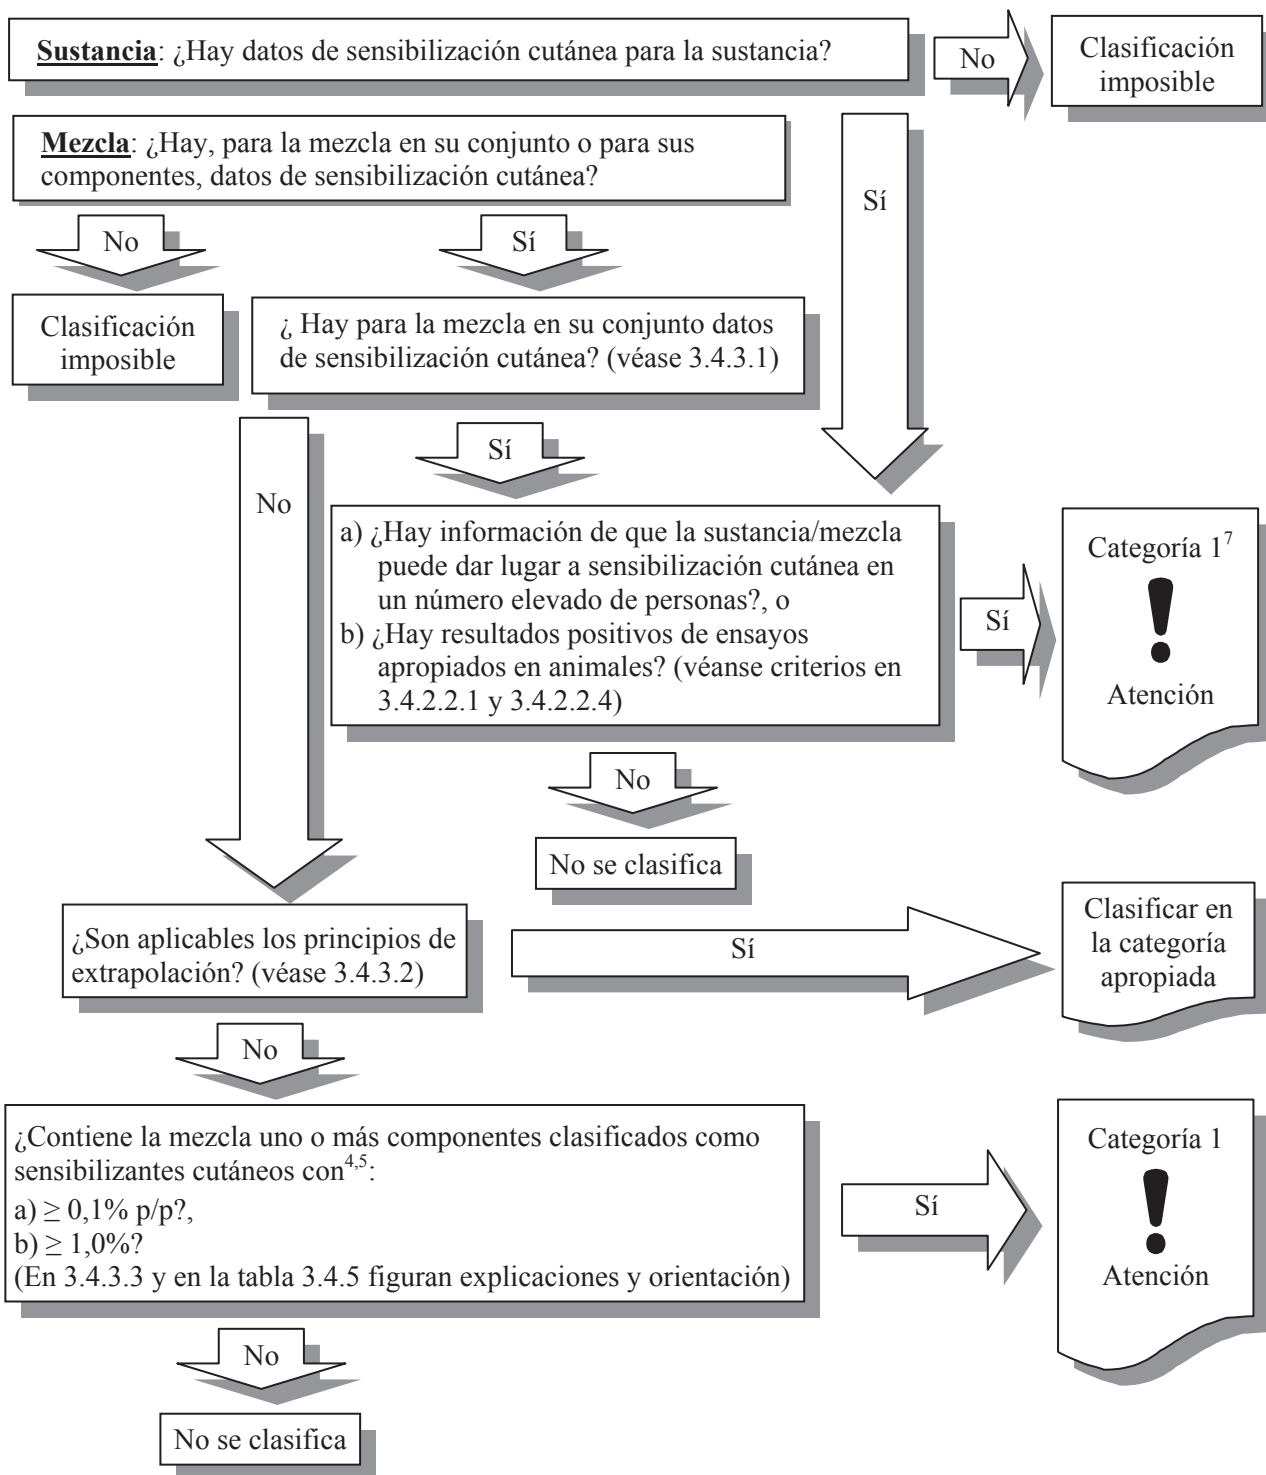 Sustancia: ¿Hay datos de sensibilización cutánea para la sustancia?
No
Clasificación
imposible
Mezcla: ¿Hay, para la mezcla en su conjunto o para sus
componentes, datos de sensibilización cutánea?
Sí
No
Sí
Clasificación
imposible
¿ Hay para la mezcla en su conjunto datos
de sensibilización cutánea? (véase 3.4.3.1)
Sí
No
a) ¿Hay información de que la sustancia/mezcla
puede dar lugar a sensibilización cutánea en
un número elevado de personas?, o
b) ¿Hay resultados positivos de ensayos
apropiados en animales? (véanse criterios en
3.4.2.2.1 y 3.4.2.2.4)
Sí
Categoría 1⁷
Atención
No
No se clasifica
¿Son aplicables los principios de
extrapolación? (véase 3.4.3.2)
Sí
Clasificar en
la categoría
apropiada
No
¿Contiene la mezcla uno o más componentes clasificados como
sensibilizantes cutáneos con⁴,⁵:
a) ≥ 0,1% p/p?,
b) ≥ 1,0%?
(En 3.4.3.3 y en la tabla 3.4.5 figuran explicaciones y orientación)
Sí
Categoría 1
Atención
No
No se clasifica